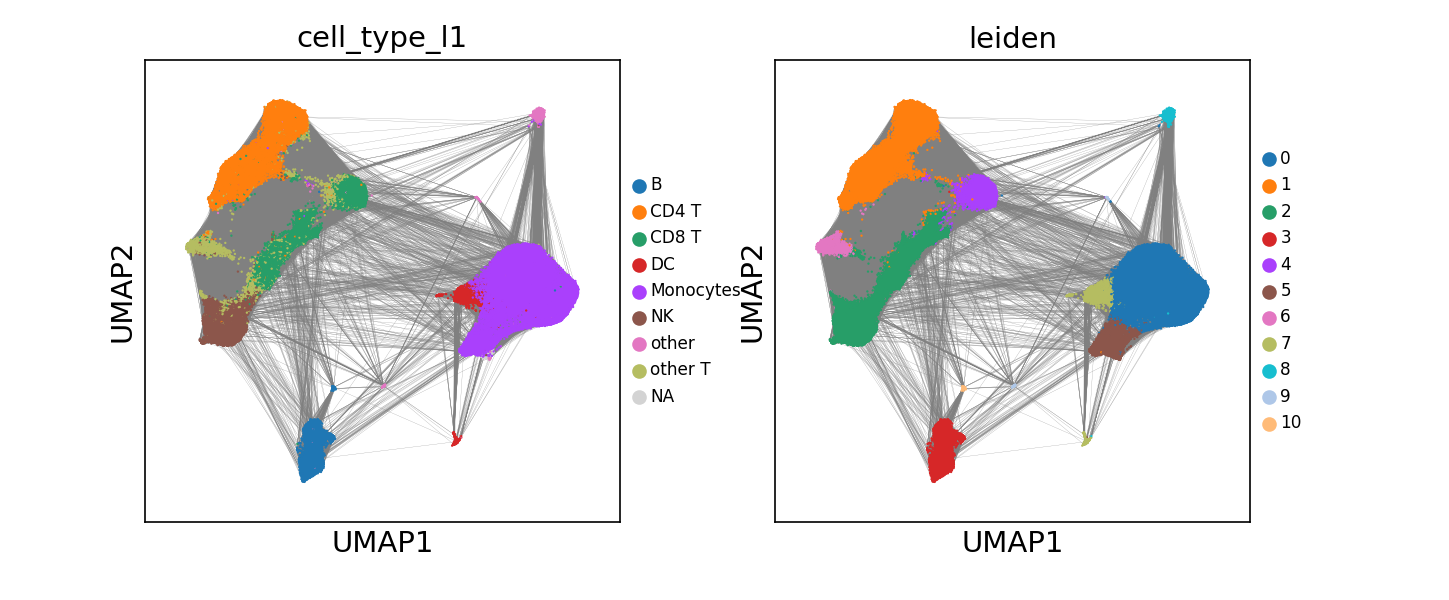 cell_type_l1
UMAP2
UMAP1
B
CD4 T
CD8 T
DC
Monocytes
NK
other
other T
NA
leiden
UMAP2
UMAP1
0
1
2
3
4
5
6
7
8
9
10